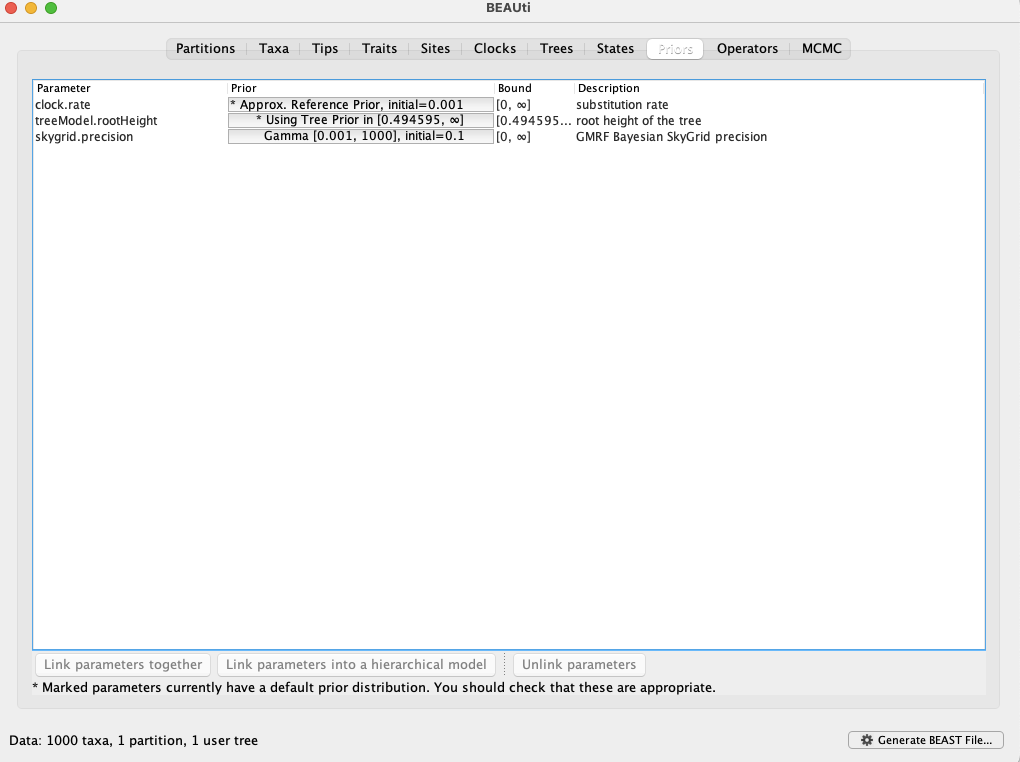 BEAUti
Partitions Taxa Tips Traits Sites Clocks Trees States Priors Operators MCMC
Parameter Prior Bound Description
clock.rate * Approx. Reference Prior, initial=0.001 [0, ∞] substitution rate
treeModel.rootHeight * Using Tree Prior in [0.494595, ∞] [0.494595... root height of the tree
skygrid.precision Gamma [0.001, 1000], initial=0.1 [0, ∞] GMRF Bayesian SkyGrid precision
Link parameters together Link parameters into a hierarchical model Unlink parameters
* Marked parameters currently have a default prior distribution. You should check that these are appropriate.
Data: 1000 taxa, 1 partition, 1 user tree Generate BEAST File...